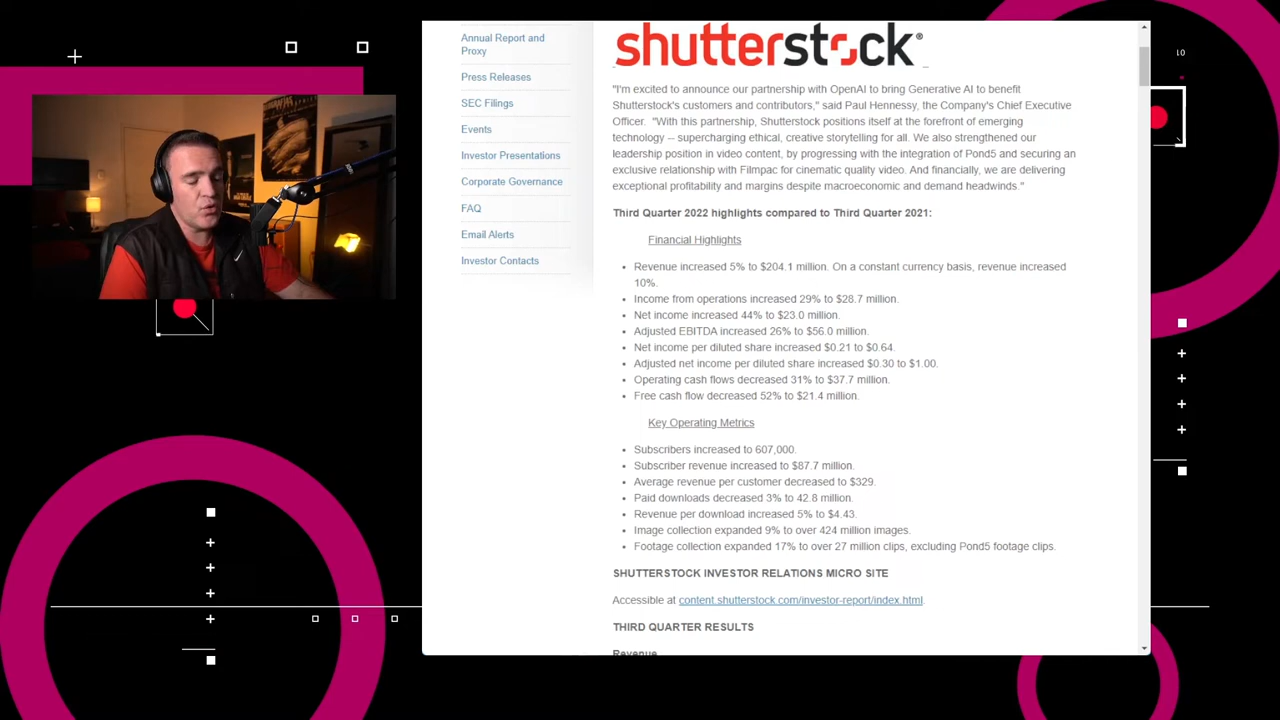 Annual Report and
Proxy
Press Releases
SEC Filings
Events
Investor Presentations
Corporate Governance
FAQ
Email Alerts
Investor Contacts
shutterstock®
"I'm excited to announce our partnership with OpenAI to bring Generative AI to benefit
Shutterstock's customers and contributors," said Paul Hennessy, the Company's Chief Executive
Officer. "With this partnership, Shutterstock positions itself at the forefront of emerging
technology -- supercharging ethical, creative storytelling for all. We also strengthened our
leadership position in video content, by progressing with the integration of Pond5 and securing an
exclusive relationship with Filmpac for cinematic quality video. And financially, we are delivering
exceptional profitability and margins despite macroeconomic and demand headwinds."
Third Quarter 2022 highlights compared to Third Quarter 2021:
Financial Highlights
• Revenue increased 5% to $204.1 million. On a constant currency basis, revenue increased
10%.
• Income from operations increased 29% to $28.7 million.
• Net income increased 44% to $23.0 million.
• Adjusted EBITDA increased 26% to $56.0 million.
• Net income per diluted share increased $0.21 to $0.64.
• Adjusted net income per diluted share increased $0.30 to $1.00.
• Operating cash flows decreased 31% to $37.7 million.
• Free cash flow decreased 52% to $21.4 million.
Key Operating Metrics
• Subscribers increased to 607,000.
• Subscriber revenue increased to $87.7 million.
• Average revenue per customer decreased to $329.
• Paid downloads decreased 3% to 42.8 million.
• Revenue per download increased 5% to $4.43.
• Image collection expanded 9% to over 424 million images.
• Footage collection expanded 17% to over 27 million clips, excluding Pond5 footage clips.
SHUTTERSTOCK INVESTOR RELATIONS MICRO SITE
Accessible at content.shutterstock.com/investor-report/index.html.
THIRD QUARTER RESULTS
Revenue